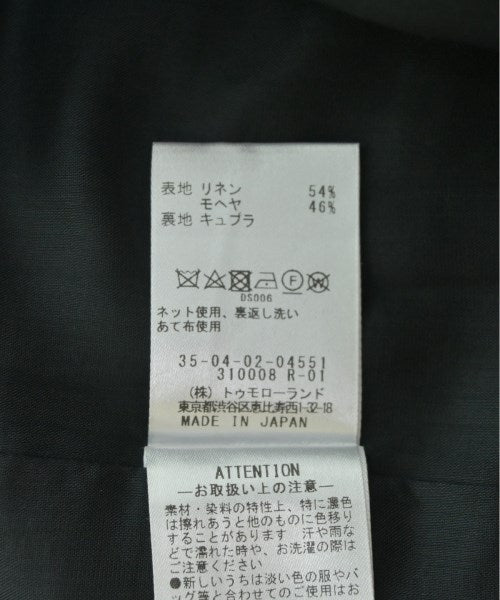 表地 リネン 54%
モヘヤ 46%
裏地 キュプラ
DS006
ネット使用、裏返し洗い
あて布使用
35-04-02-04551
310008 R-01
(株) トゥモローランド
東京都渋谷区恵比寿西1-32-18
MADE IN JAPAN
ATTENTION
―お取扱い上の注意―
素材・染料の特性上、特に濃色
は擦れあうと他のものに色移り
することがあります 汗や雨な
どで濡れた時や、お洗濯の際は
ご注意ください
●新しいうちは淡い色の服やバ
ッグ等と合わせてのご使用はお